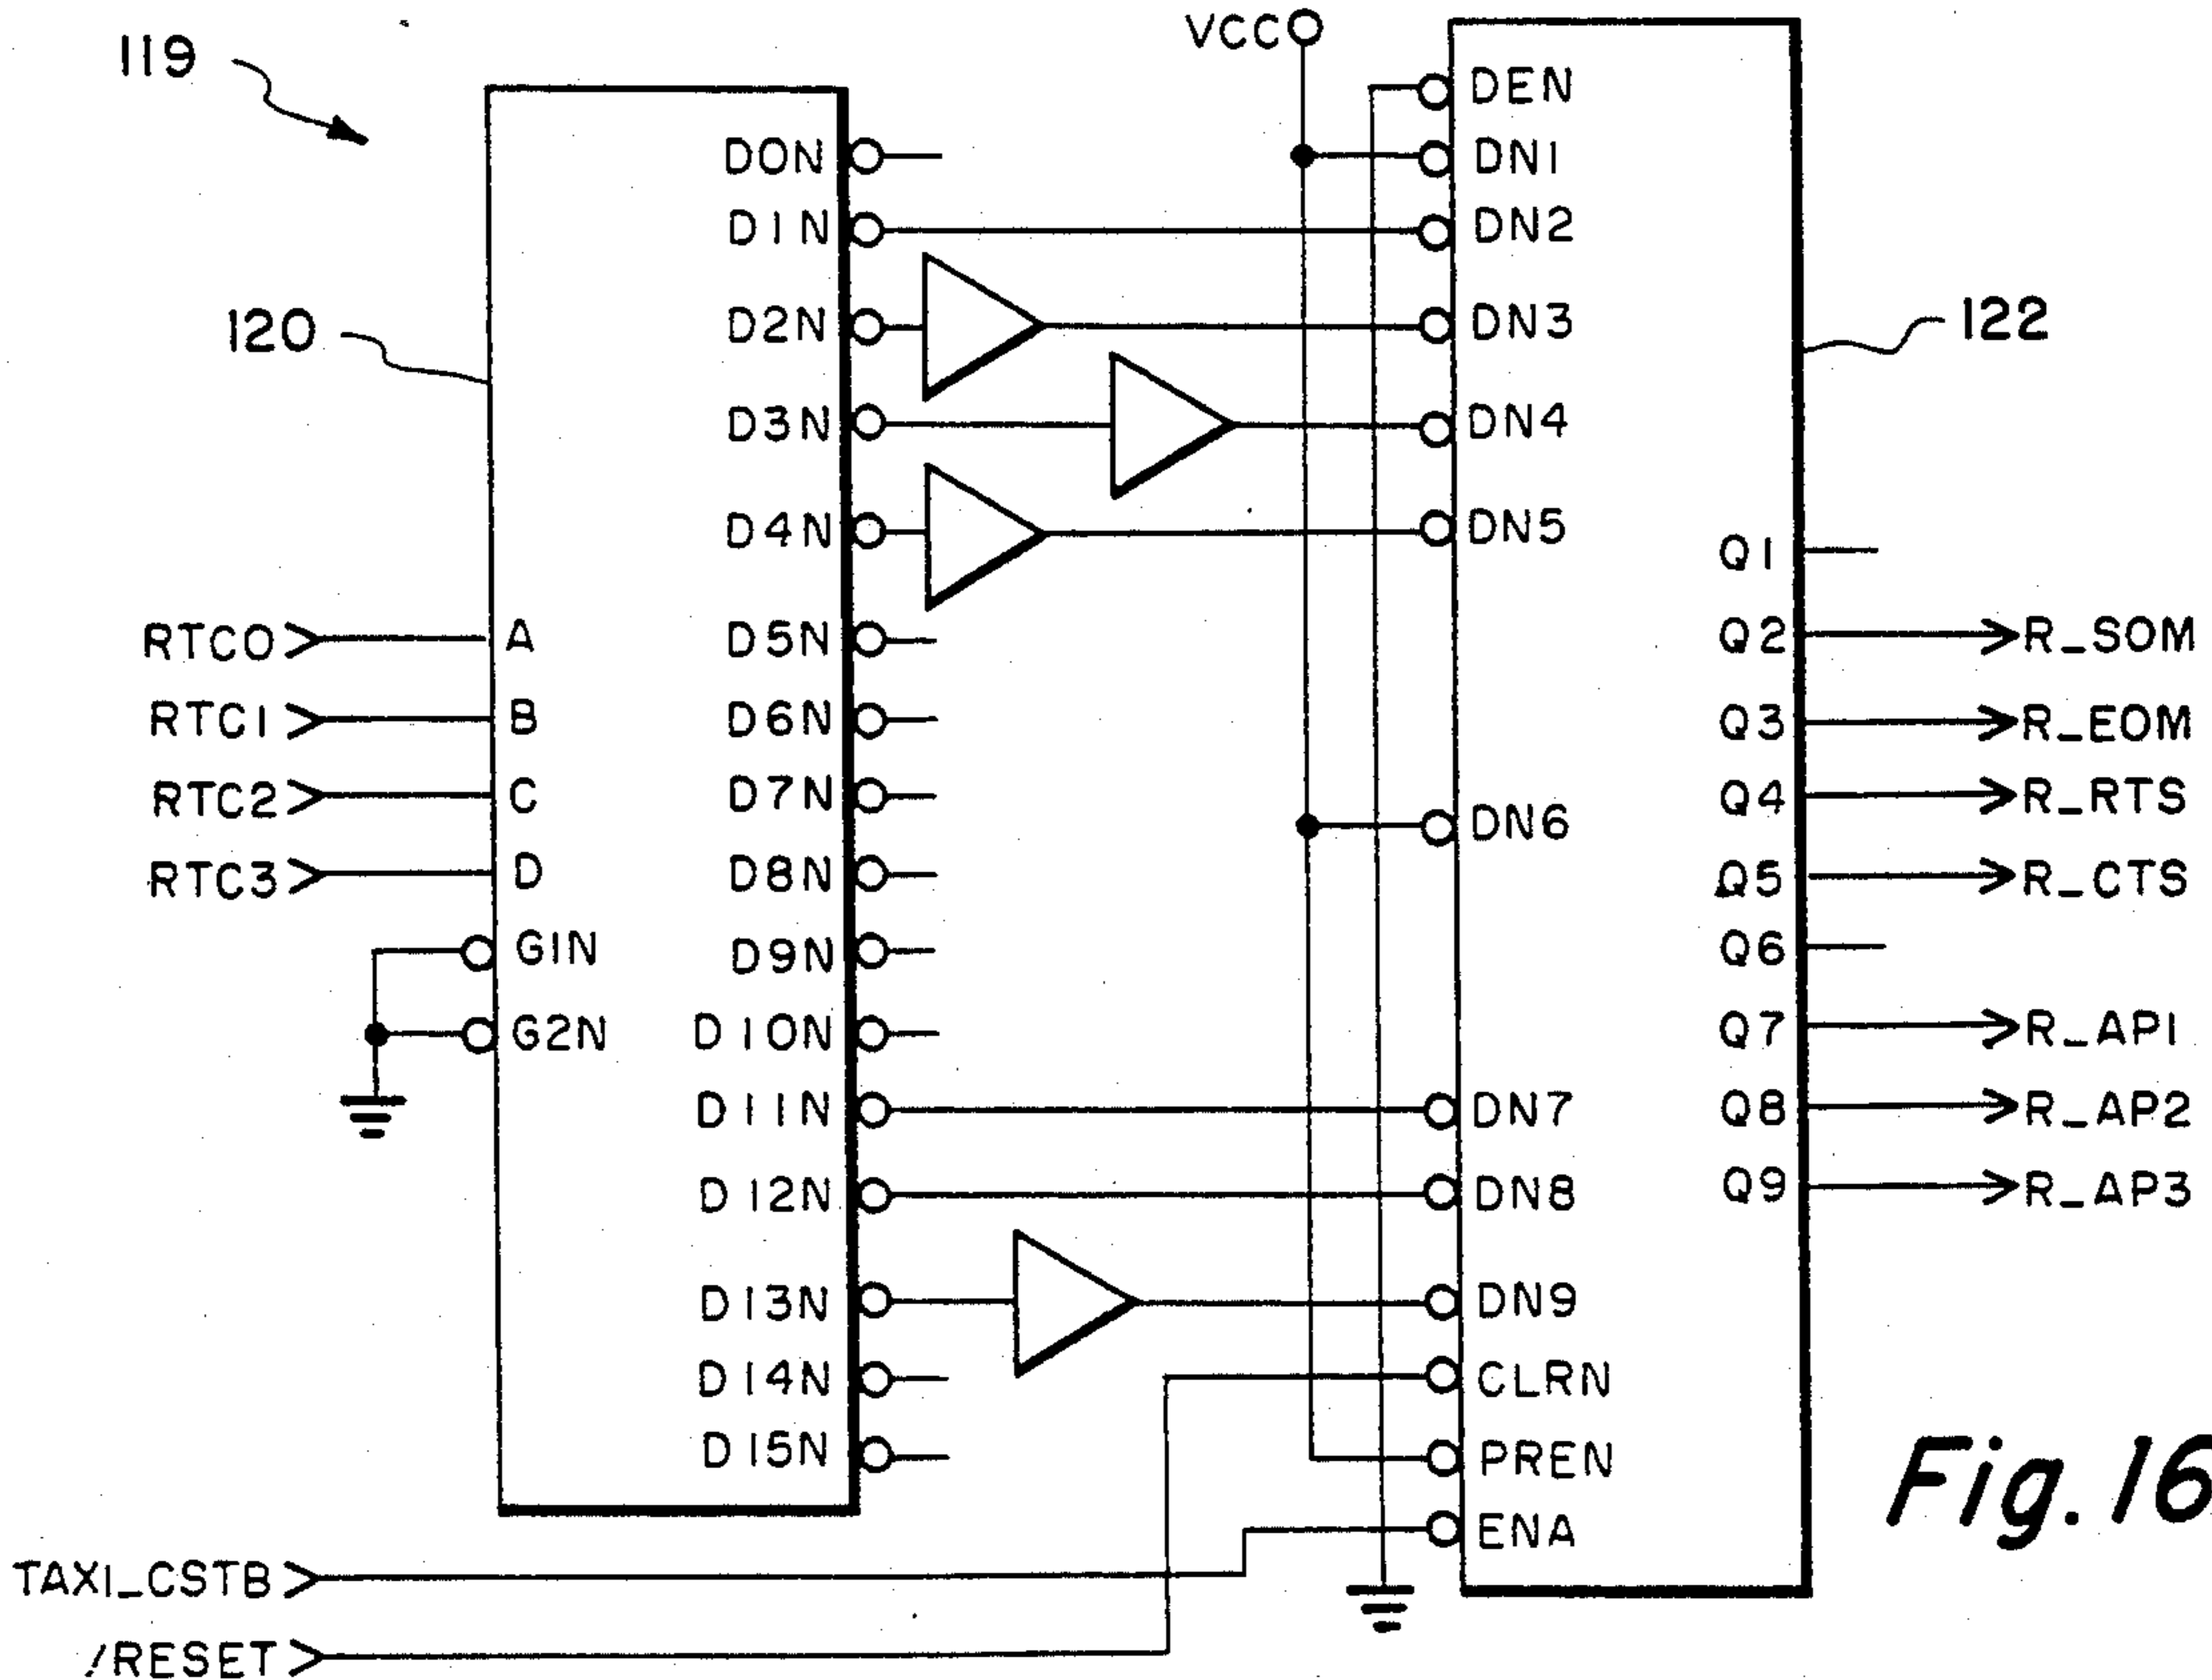 119
120
RTC0
RTC1
RTC2
RTC3
A
B
C
D
G1N
G2N
D0N
D1N
D2N
D3N
D4N
D5N
D6N
D7N
D8N
D9N
D10N
D11N
D12N
D13N
D14N
D15N
TAXI_CSTB
/RESET
VCC
DEN
DN1
DN2
DN3
DN4
DN5
DN6
DN7
DN8
DN9
CLRN
PREN
ENA
122
Q1
Q2
Q3
Q4
Q5
Q6
Q7
Q8
Q9
R_SOM
R_EOM
R_RTS
R_CTS
R_AP1
R_AP2
R_AP3
Fig. 16